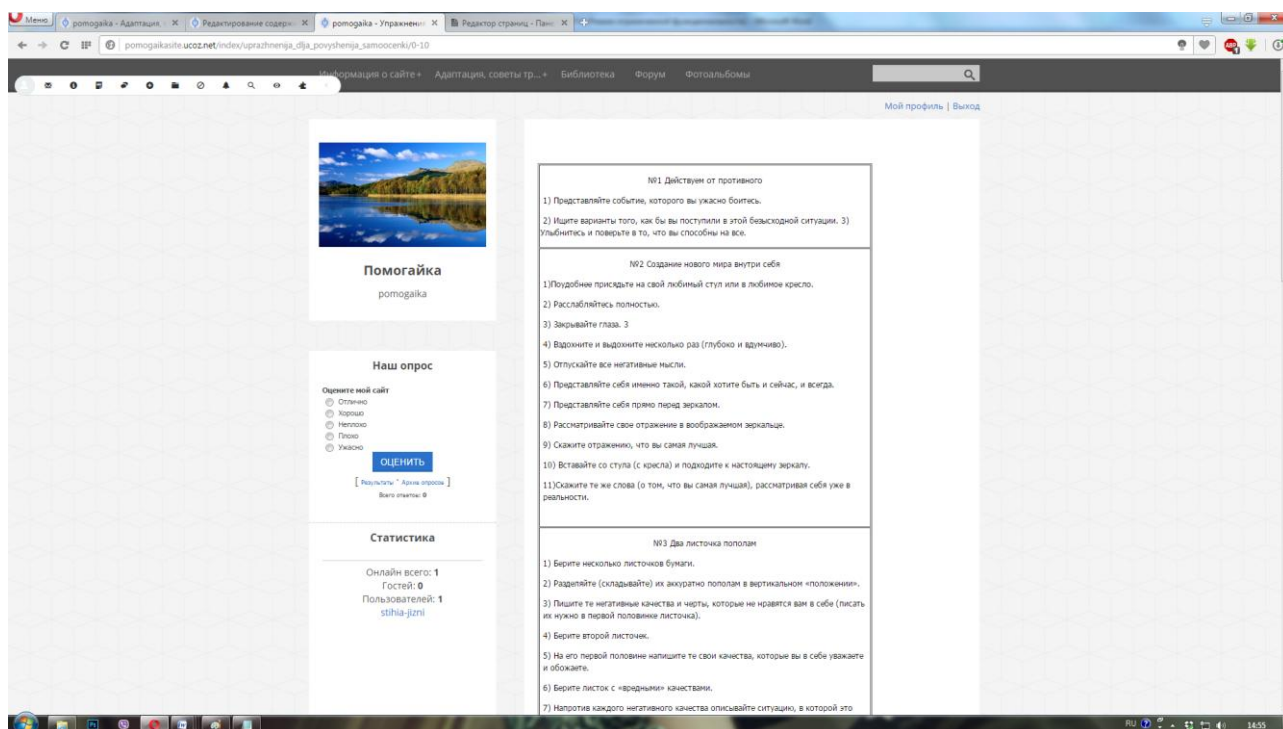 Меню
pomogaika - Адаптация,
Редактирование содерж
pomogaika - Упражнени
Редактор страниц - Пан
pomogaikasite.ucoz.net/index/uprazhnenija_dlja_povyshenija_samoocenki/0-10
Информация о сайте+ Адаптация, советы тр...+ Библиотека Форум Фотоальбомы
Мой профиль | Выход
Помогайка
pomogaika
Наш опрос
Оцените мой сайт
Отлично
Хорошо
Неплохо
Плохо
Ужасно
ОЦЕНИТЬ
[ Результаты · Архив опросов ]
Всего ответов: 0
Статистика
Онлайн всего: 1
Гостей: 0
Пользователей: 1
stihia-jizni
№1 Действуем от противного
1) Представляйте событие, которого вы ужасно боитесь.
2) Ищите варианты того, как бы вы поступили в этой безысходной ситуации. 3)
Улыбнитесь и поверьте в то, что вы способны на все.
№2 Создание нового мира внутри себя
1)Поудобнее присядьте на свой любимый стул или в любимое кресло.
2) Расслабляйтесь полностью.
3) Закрывайте глаза. 3
4) Вздохните и выдохните несколько раз (глубоко и вдумчиво).
5) Отпускайте все негативные мысли.
6) Представляйте себя именно такой, какой хотите быть и сейчас, и всегда.
7) Представляйте себя прямо перед зеркалом.
8) Рассматривайте свое отражение в воображаемом зеркальце.
9) Скажите отражению, что вы самая лучшая.
10) Вставайте со стула (с кресла) и подходите к настоящему зеркалу.
11)Скажите те же слова (о том, что вы самая лучшая), рассматривая себя уже в
реальности.
№3 Два листочка пополам
1) Берите несколько листочков бумаги.
2) Разделяйте (складывайте) их аккуратно пополам в вертикальном «положении».
3) Пишите те негативные качества и черты, которые не нравятся вам в себе (писать
их нужно в первой половинке листочка).
4) Берите второй листочек.
5) На его первой половине напишите те свои качества, которые вы в себе уважаете
и обожаете.
6) Берите листок с «вредными» качествами.
7) Напротив каждого негативного качества описывайте ситуацию, в которой это
RU
14:55